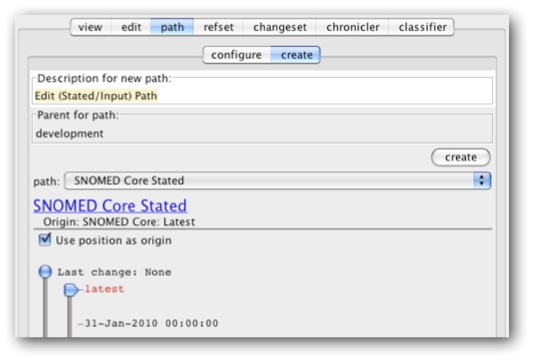 view edit path refset changeset chronicler classifier
configure create
Description for new path:
Edit (Stated/Input) Path
Parent for path:
development
create
path: SNOMED Core Stated
SNOMED Core Stated
Origin: SNOMED Core: Latest
Use position as origin
Last change: None
latest
31-Jan-2010 00:00:00